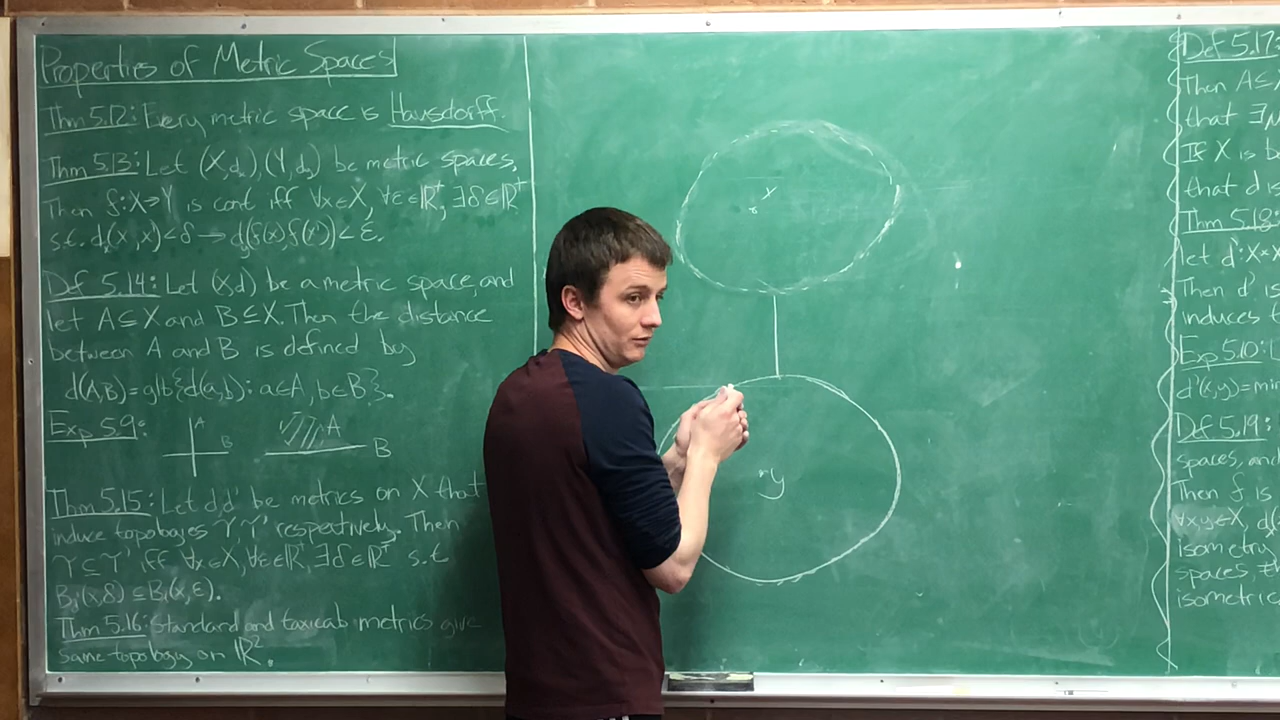 Properties of Metric Spaces
Thm 5.12: Every metric space is Hausdorff.
Thm 5.13: Let (X,dₓ),(Y,dᵧ) be metric spaces,
Then f:X→Y is cont iff ∀x∈X, ∀ε∈ℝ⁺, ∃δ∈ℝ⁺
s.t. dₓ(x,x')<δ → dᵧ(f(x),f(x'))<ε.
Def 5.14: Let (X,d) be a metric space, and
let A⊆X and B⊆X. Then the distance
between A and B is defined by
d(A,B)=glb{d(a,b): a∈A, b∈B}.
Exp 5.9:
A B
A B
Thm 5.15: Let d,d' be metrics on X that
induce topologies 𝒯,𝒯' respectively. Then
𝒯⊆𝒯' iff ∀x∈X, ∀ε∈ℝ⁺ ∃δ∈ℝ⁺ s.t.
B_d'(x,δ)⊆B_d(x,ε).
Thm 5.16: Standard and taxicab metrics give
same topology on ℝ².
x
y
Def 5.17:
Then A⊆
that ∃
If X is b
that d is
Thm 5.18:
let d':X×X
Then d' is
induces t
Exp 5.10:
d'(x,y)=min
Def 5.19:
spaces, and
Then f is
∀x,y∈X, d(
isometry
spaces, th
isometric